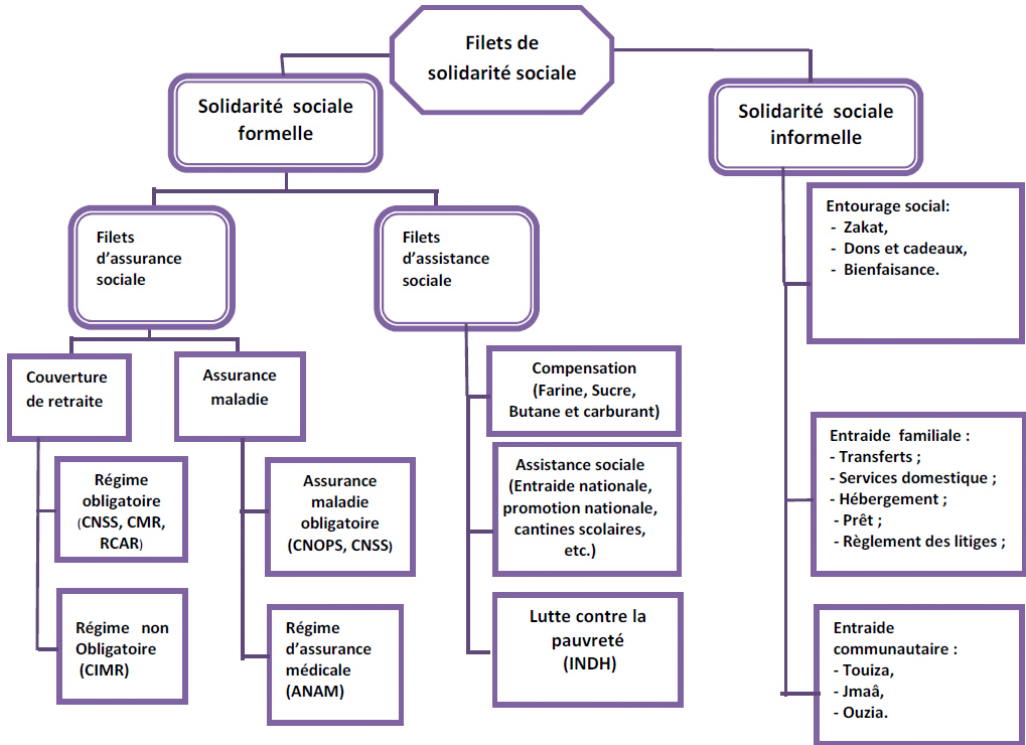 Filets de
solidarité sociale
Solidarité sociale
formelle
Solidarité sociale
informelle
Filets
d’assurance
sociale
Filets
d’assistance
sociale
Entourage social:
- Zakat,
- Dons et cadeaux,
- Bienfaisance.
Couverture
de retraite
Assurance
maladie
Compensation
(Farine, Sucre,
Butane et carburant)
Régime
obligatoire
(CNSS, CMR,
RCAR)
Assurance
maladie
obligatoire
(CNOPS, CNSS)
Assistance sociale
(Entraide nationale,
promotion nationale,
cantines scolaires,
etc.)
Entraide familiale :
- Transferts ;
- Services domestique ;
- Hébergement ;
- Prêt ;
- Règlement des litiges ;
Régime non
Obligatoire
(CIMR)
Régime
d’assurance
médicale
(ANAM)
Lutte contre la
pauvreté
(INDH)
Entraide
communautaire :
- Touiza,
- Jmaâ,
- Ouzia.